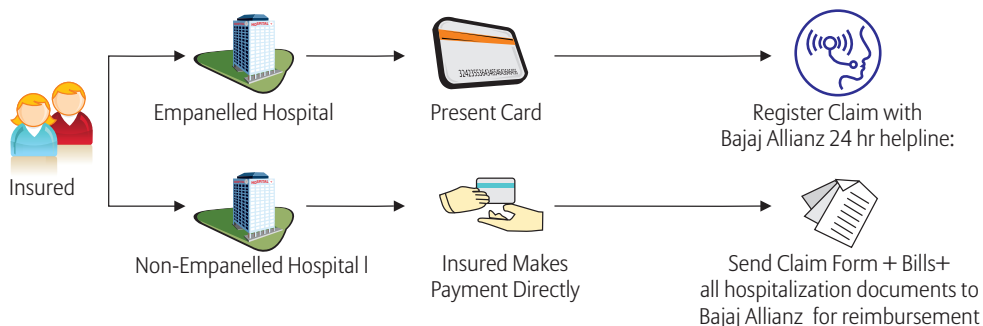 Insured
Empanelled Hospital
Present Card
Register Claim with
Bajaj Allianz 24 hr helpline:
Non-Empanelled Hospital l
Insured Makes
Payment Directly
Send Claim Form + Bills+
all hospitalization documents to
Bajaj Allianz for reimbursement